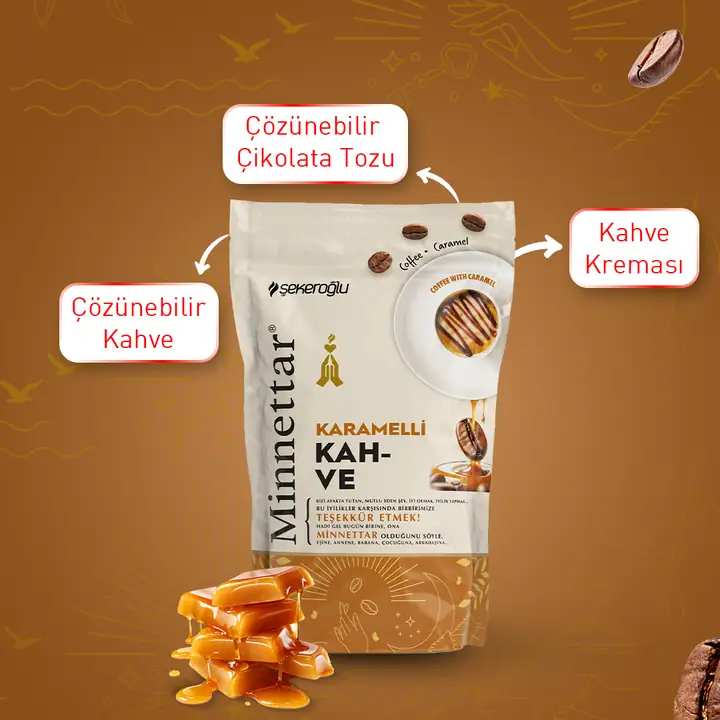 Çözünebilir
Çikolata Tozu
Kahve
Kreması
Çözünebilir
Kahve
Coffee - Caramel
COFFEE WITH CARAMEL
şekeroğlu
Minnettar®
KARAMELLİ
KAH-
VE
BİZİ AYAKTA TUTAN, MUTLU EDEN ŞEY, İYİ OLMAK, İYİLİK YAPMAK..
BU İYİLİKLER KARŞISINDA BİRBİRİMİZE
TEŞEKKÜR ETMEK!
HADİ GEL BUGÜN BİRİNE, ONA
MİNNETTAR OLDUĞUNU SÖYLE.
EŞİNE, ANNENE, BABANA, ÇOCUĞUNA, ARKADAŞINA..